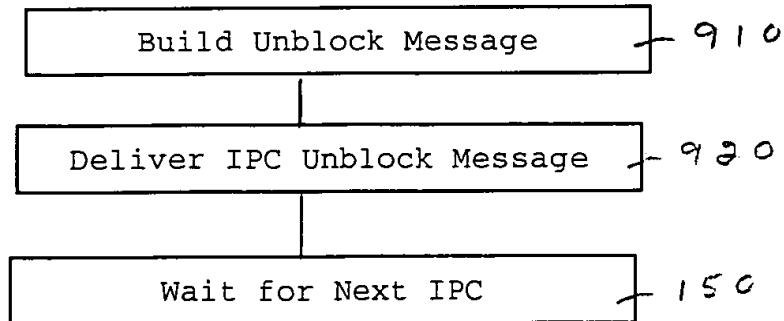 Build Unblock Message 910
Deliver IPC Unblock Message 920
Wait for Next IPC 150